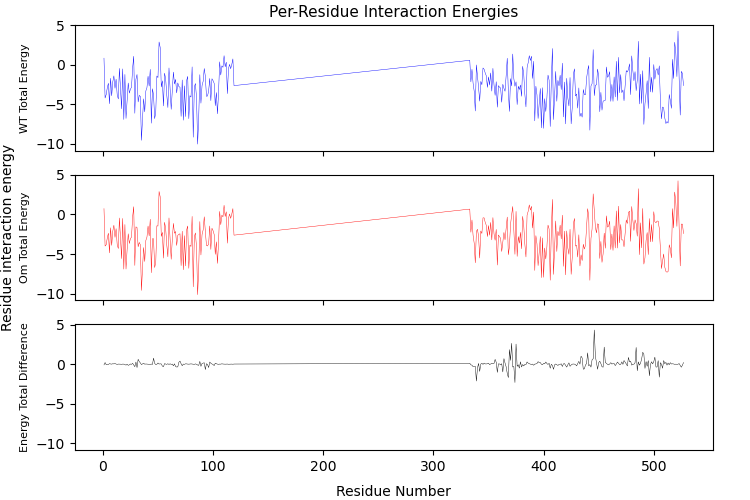 Per-Residue Interaction Energies
Residue interaction energy
WT Total Energy
5
0
−5
−10
Om Total Energy
5
0
−5
−10
Energy Total Difference
5
0
−5
−10
0 100 200 300 400 500
Residue Number